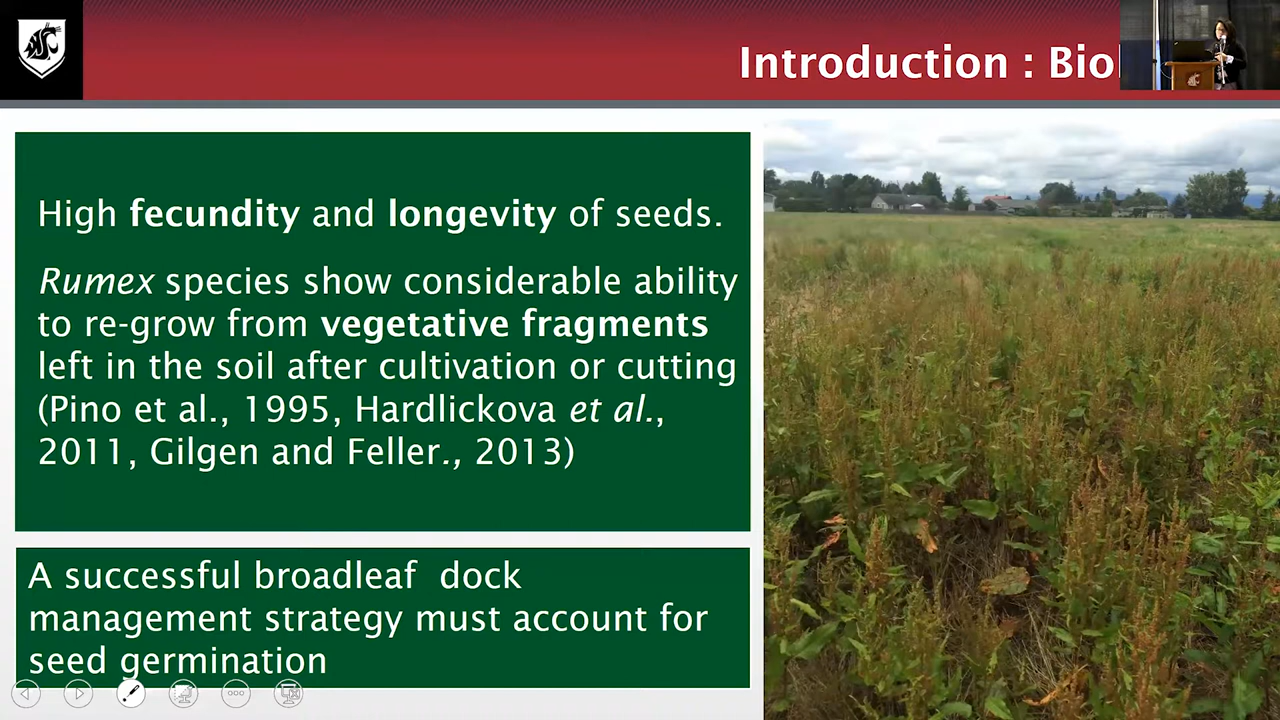 Introduction : Biol
High fecundity and longevity of seeds.
Rumex species show considerable ability
to re-grow from vegetative fragments
left in the soil after cultivation or cutting
(Pino et al., 1995, Hardlickova et al.,
2011, Gilgen and Feller., 2013)
A successful broadleaf dock
management strategy must account for
seed germination